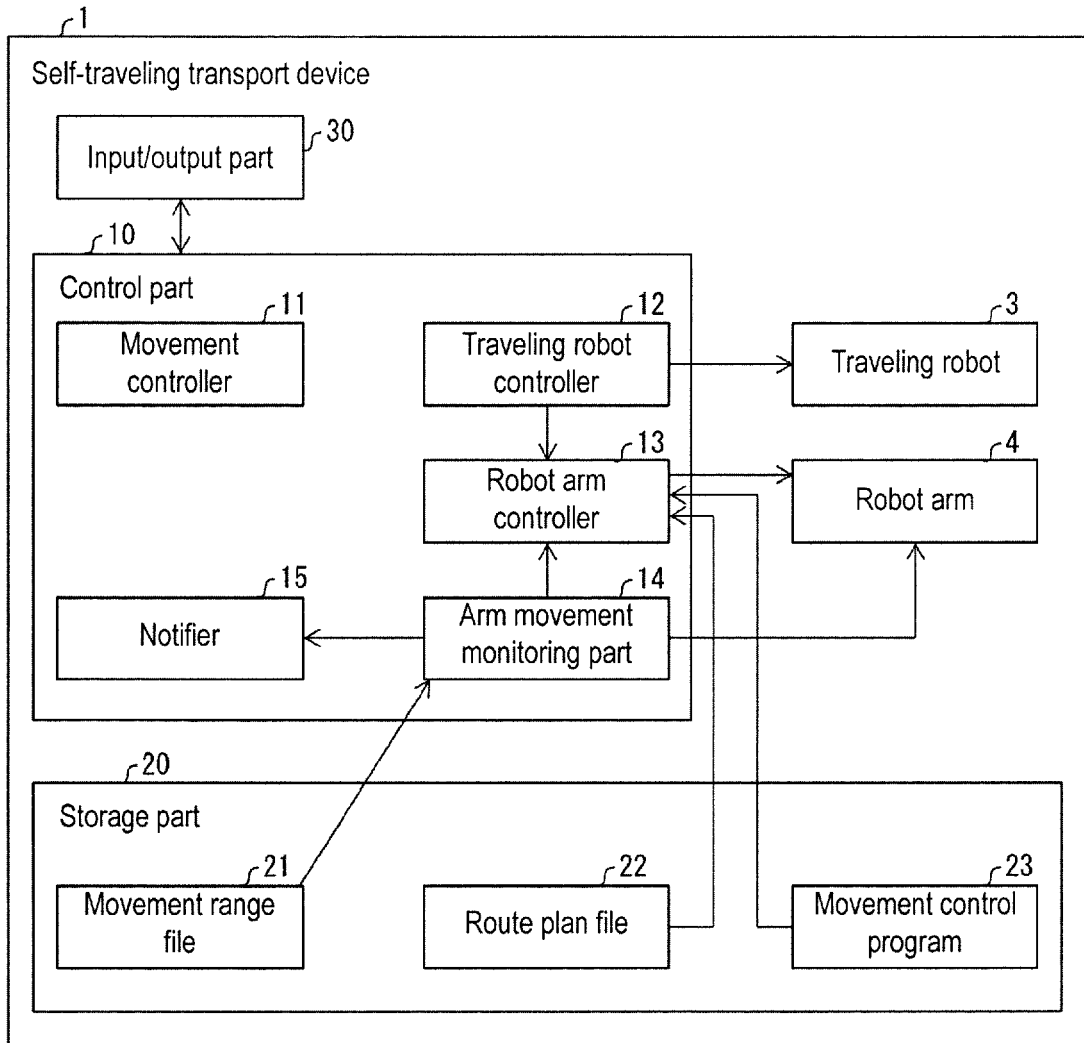 1
Self-traveling transport device
30
Input/output part
10
Control part
11
Movement
controller
12
Traveling robot
controller
3
Traveling robot
13
Robot arm
controller
4
Robot arm
15
Notifier
14
Arm movement
monitoring part
20
Storage part
21
Movement range
file
22
Route plan file
23
Movement control
program